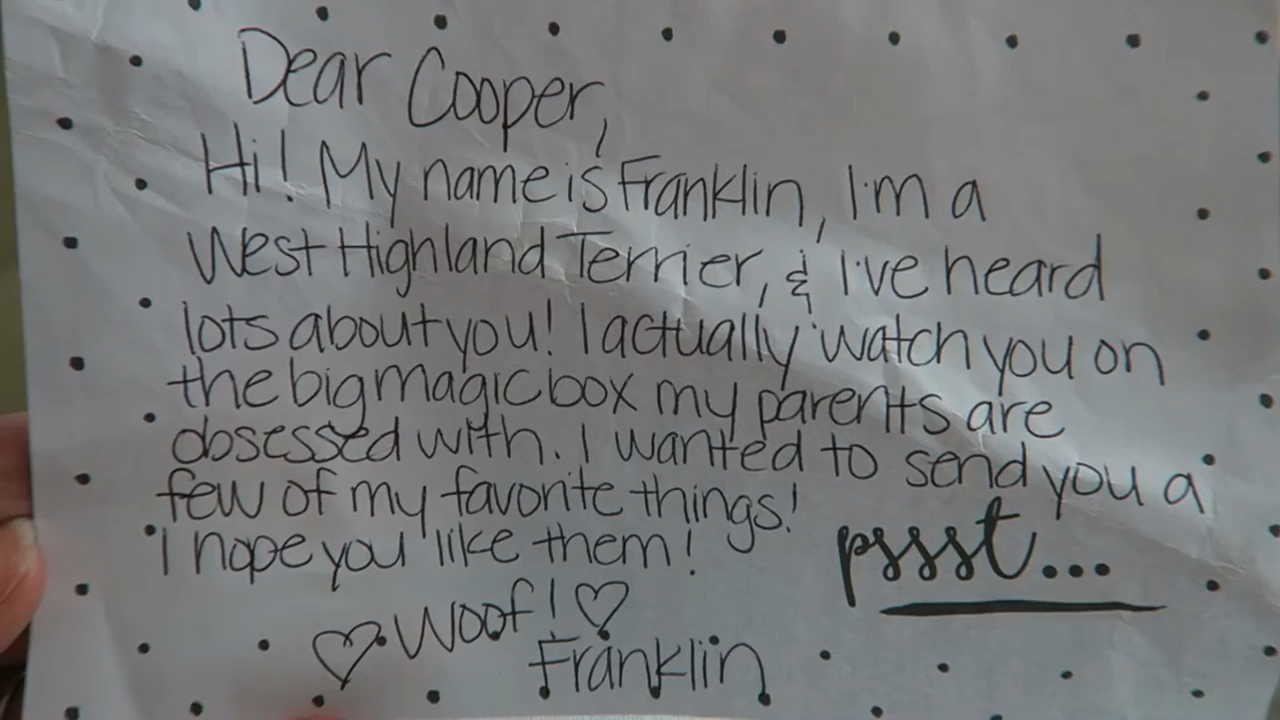 Dear Cooper,
Hi! My name is Franklin, I'm a
West Highland Terrier, & I've heard
lots about you! I actually watch you on
the big magic box my parents are
obsessed with. I wanted to send you a
few of my favorite things!
I hope you like them!
pssst...
♡ Woof! ♡
Franklin